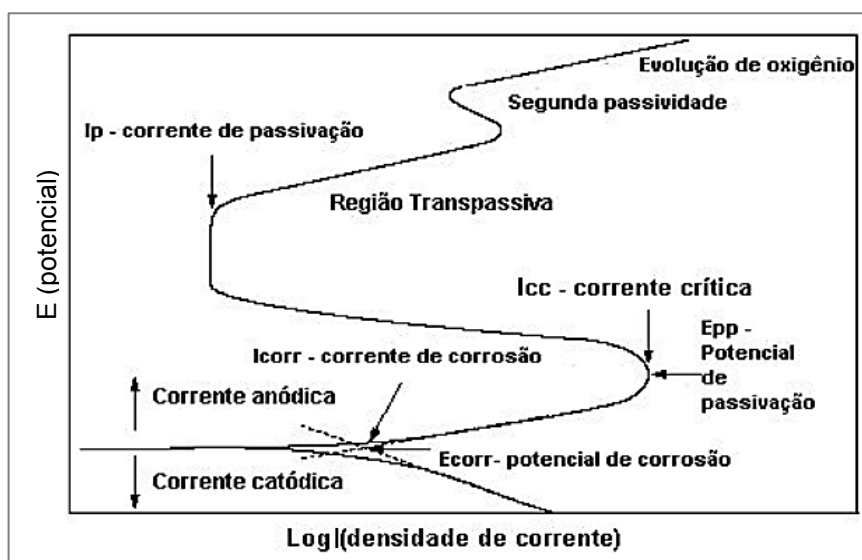 Evolução de oxigênio
Segunda passividade
Ip - corrente de passivação
Região Transpassiva
E (potencial)
Icc - corrente crítica
Epp -
Potencial
de
passivação
Icorr - corrente de corrosão
Corrente anódica
Ecorr- potencial de corrosão
Corrente catódica
LogI(densidade de corrente)